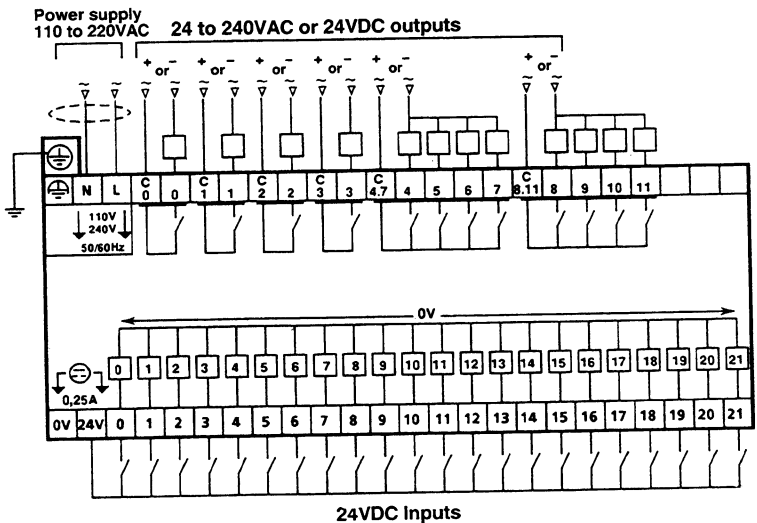 Power supply
110 to 220VAC
24 to 240VAC or 24VDC outputs
+ or - + or - + or - + or - + or - + or -
~ ~ ~ ~ ~ ~ ~ ~ ~ ~ ~ ~ ~ ~
N L C 0 0 C 1 1 C 2 2 C 3 3 C 4.7 4 5 6 7 C 8.11 8 9 10 11
110V
240V
50/60Hz
0V
0 1 2 3 4 5 6 7 8 9 10 11 12 13 14 15 16 17 18 19 20 21
0,25A
0V 24V 0 1 2 3 4 5 6 7 8 9 10 11 12 13 14 15 16 17 18 19 20 21
24VDC Inputs